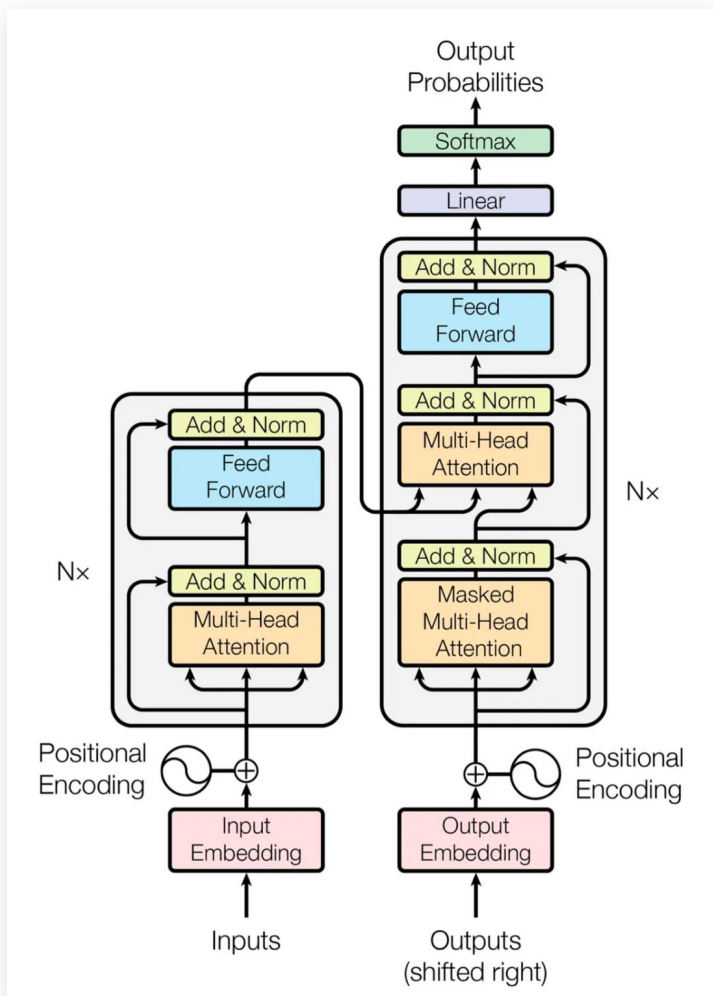 Output
Probabilities
Softmax
Linear
Add & Norm
Feed
Forward
Add & Norm
Multi-Head
Attention
Add & Norm
Masked
Multi-Head
Attention
N×
Positional
Encoding
Output
Embedding
Outputs
(shifted right)
Add & Norm
Feed
Forward
Add & Norm
Multi-Head
Attention
N×
Positional
Encoding
Input
Embedding
Inputs